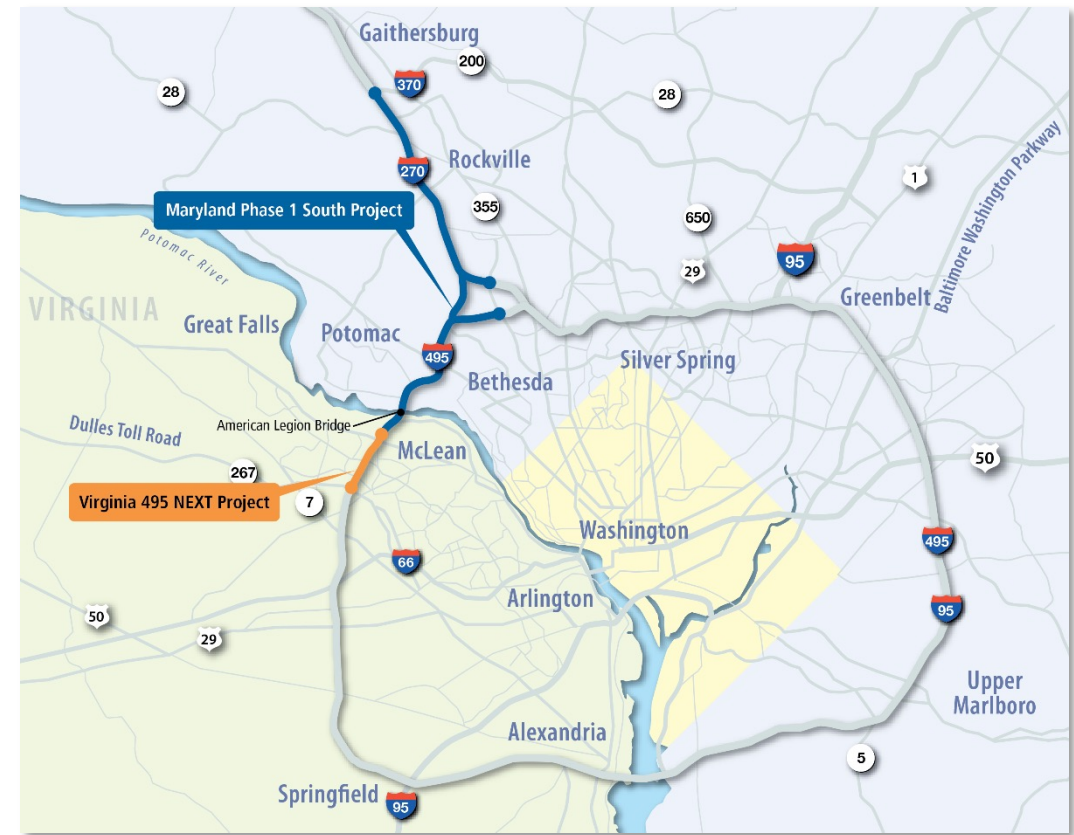 Gaithersburg
200
370
28
28
270
Rockville
1
Baltimore Washington Parkway
355
Maryland Phase 1 South Project
650
Potomac River
29
95
VIRGINIA
Greenbelt
Great Falls
Potomac
495
Silver Spring
Bethesda
American Legion Bridge
Dulles Toll Road
McLean
50
267
Virginia 495 NEXT Project
7
Washington
495
66
Arlington
95
50
29
Upper
Marlboro
Alexandria
5
Springfield
95